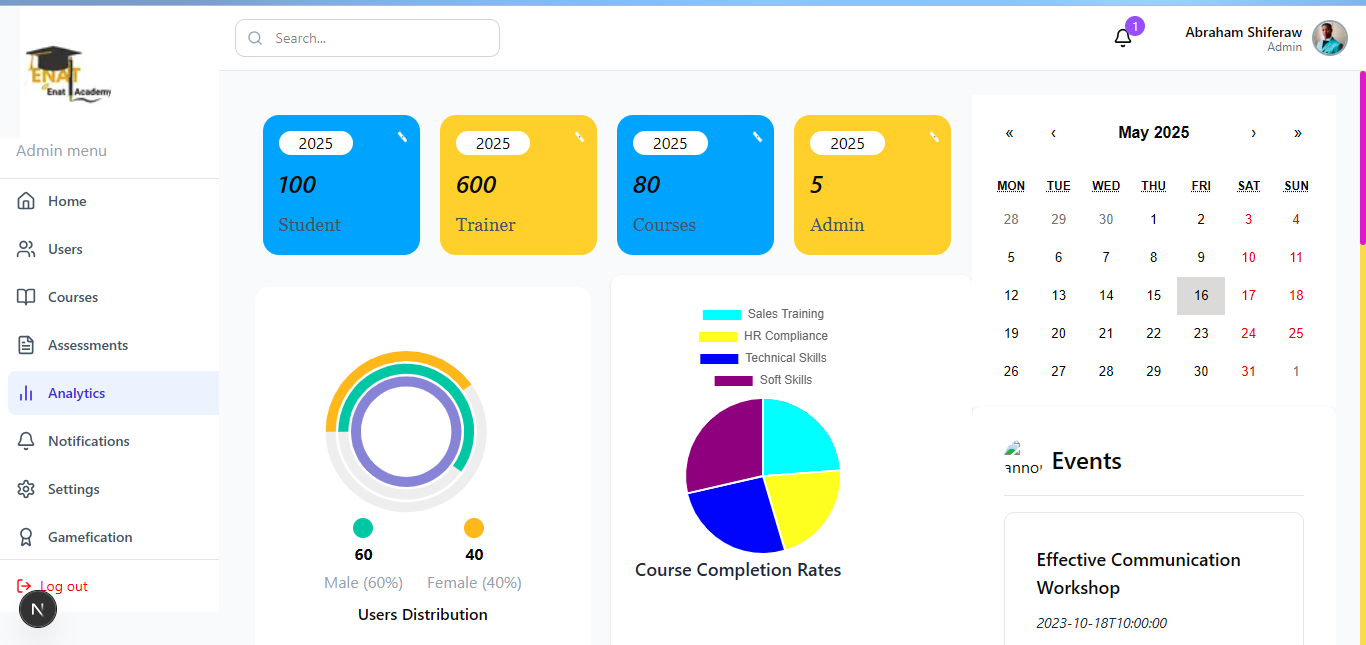 ENAT
Enat Academy
Search...
1
Abraham Shiferaw
Admin
Admin menu
Home
Users
Courses
Assessments
Analytics
Notifications
Settings
Gamefication
Log out
N
2025
100
Student
2025
600
Trainer
2025
80
Courses
2025
5
Admin
60
40
Male (60%)
Female (40%)
Users Distribution
Sales Training
HR Compliance
Technical Skills
Soft Skills
Course Completion Rates
« ‹ May 2025 › »
MON TUE WED THU FRI SAT SUN
28 29 30 1 2 3 4
5 6 7 8 9 10 11
12 13 14 15 16 17 18
19 20 21 22 23 24 25
26 27 28 29 30 31 1
annou
Events
Effective Communication
Workshop
2023-10-18T10:00:00